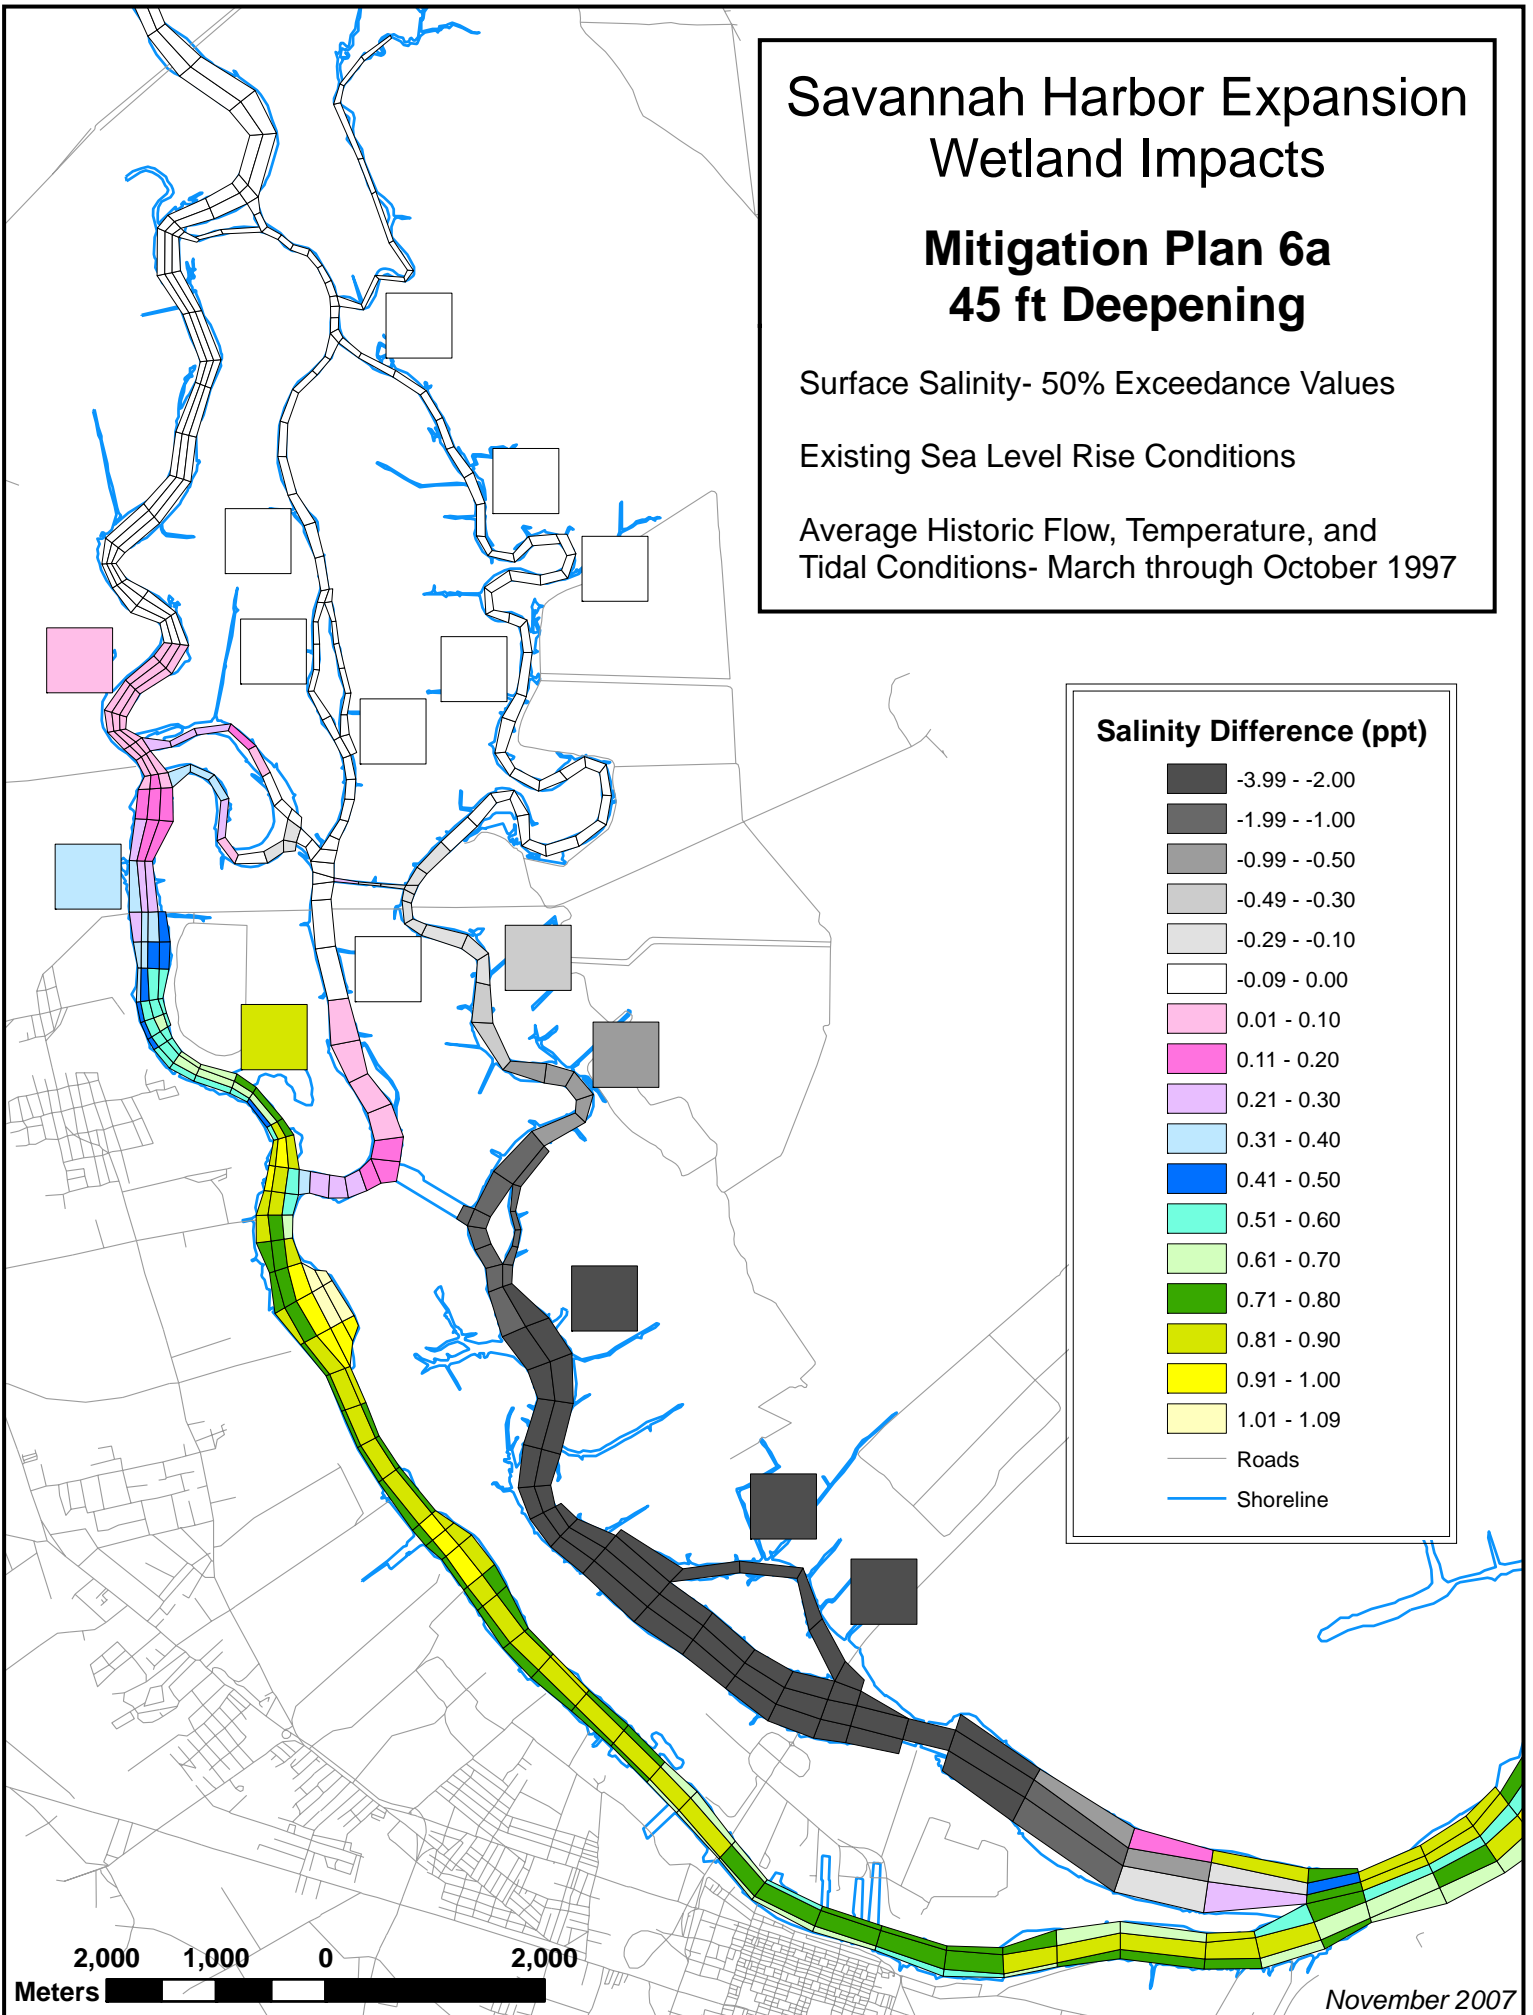 Savannah Harbor Expansion
Wetland Impacts
Mitigation Plan 6a
45 ft Deepening
Surface Salinity- 50% Exceedance Values
Existing Sea Level Rise Conditions
Average Historic Flow, Temperature, and
Tidal Conditions- March through October 1997
Salinity Difference (ppt)
-3.99 - -2.00
-1.99 - -1.00
-0.99 - -0.50
-0.49 - -0.30
-0.29 - -0.10
-0.09 - 0.00
0.01 - 0.10
0.11 - 0.20
0.21 - 0.30
0.31 - 0.40
0.41 - 0.50
0.51 - 0.60
0.61 - 0.70
0.71 - 0.80
0.81 - 0.90
0.91 - 1.00
1.01 - 1.09
Roads
Shoreline
2,000 1,000 0 2,000
Meters
November 2007